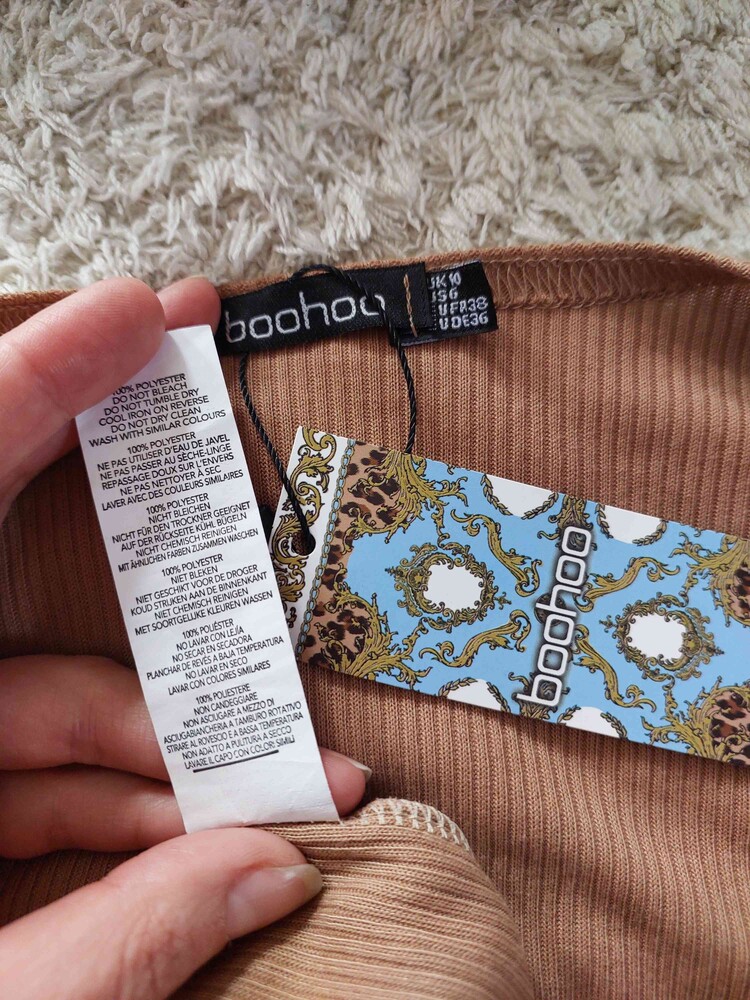 boohoo
UK 10
US 6
EU FR38
EU DE36
100% POLYESTER
DO NOT BLEACH
DO NOT TUMBLE DRY
COOL IRON ON REVERSE
DO NOT DRY CLEAN
WASH WITH SIMILAR COLOURS
100% POLYESTER
NE PAS UTILISER D'EAU DE JAVEL
NE PAS PASSER AU SÈCHE-LINGE
REPASSAGE DOUX SUR L'ENVERS
NE PAS NETTOYER À SEC
LAVER AVEC DES COULEURS SIMILAIRES
100% POLYESTER
NICHT BLEICHEN
NICHT FÜR DEN TROCKNER GEEIGNET
AUF DER RÜCKSEITE KÜHL BÜGELN
NICHT CHEMISCH REINIGEN
MIT ÄHNLICHEN FARBEN ZUSAMMEN WASCHEN
100% POLYESTER
NIET BLEKEN
NIET GESCHIKT VOOR DE DROGER
KOUD STRIJKEN AAN DE BINNENKANT
NIET CHEMISCH REINIGEN
MET SOORTGELIJKE KLEUREN WASSEN
100% POLIÉSTER
NO LAVAR CON LEJÍA
NO SECAR EN SECADORA
PLANCHAR DE REVÉS A BAJA TEMPERATURA
NO LAVAR EN SECO
LAVAR CON COLORES SIMILARES
100% POLIESTERE
NON CANDEGGIARE
NON ASCIUGARE A MEZZO DI
ASCIUGABIANCHERIA A TAMBURO ROTATIVO
STIRARE AL ROVESCIO E A BASSA TEMPERATURA
NON ADATTO A PULITURA A SECCO
LAVARE IL CAPO CON COLORI SIMILI
boohoo